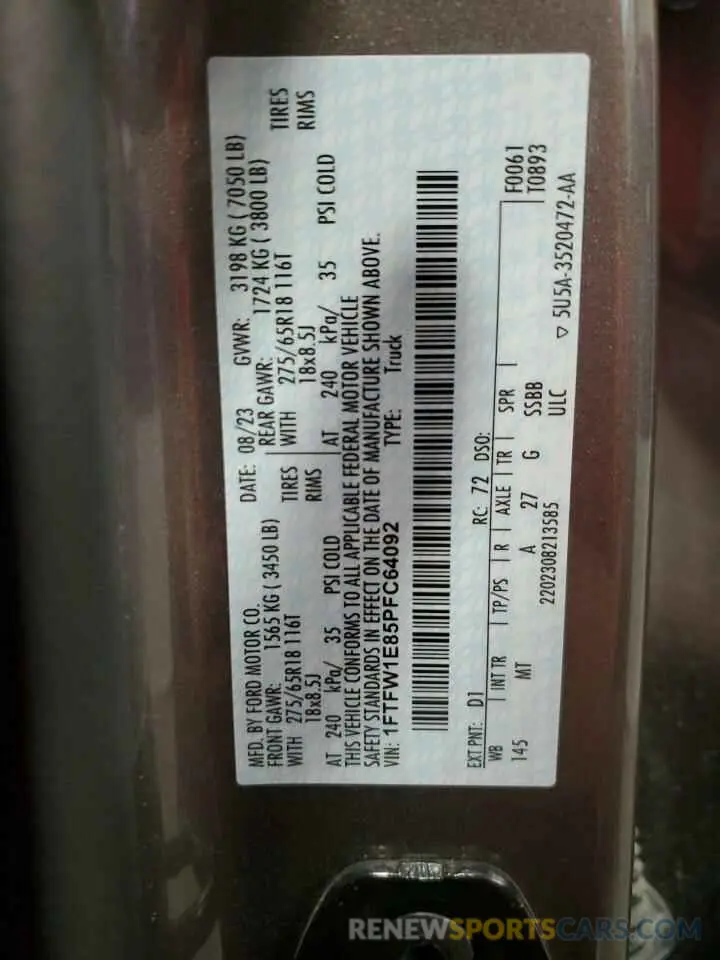 MFD. BY FORD MOTOR CO.
DATE: 08/23 GVWR: 3198 KG ( 7050 LB)
FRONT GAWR: 1565 KG ( 3450 LB) REAR GAWR: 1724 KG ( 3800 LB)
WITH 275/65R18 116T TIRES WITH 275/65R18 116T TIRES
18x8.5J RIMS 18x8.5J RIMS
AT 240 kPa/ 35 PSI COLD AT 240 kPa/ 35 PSI COLD
THIS VEHICLE CONFORMS TO ALL APPLICABLE FEDERAL MOTOR VEHICLE
SAFETY STANDARDS IN EFFECT ON THE DATE OF MANUFACTURE SHOWN ABOVE.
VIN: 1FTFW1E85PFC64092 TYPE: Truck
EXT PNT: D1 RC: 72 DSO: F0061
WB INT TR TP/PS R AXLE TR SPR T0893
145 MT A 27 G SSBB
2202308213585 ULC ▽ 5U5A-3520472-AA
RENEWSPORTSCARS.COM